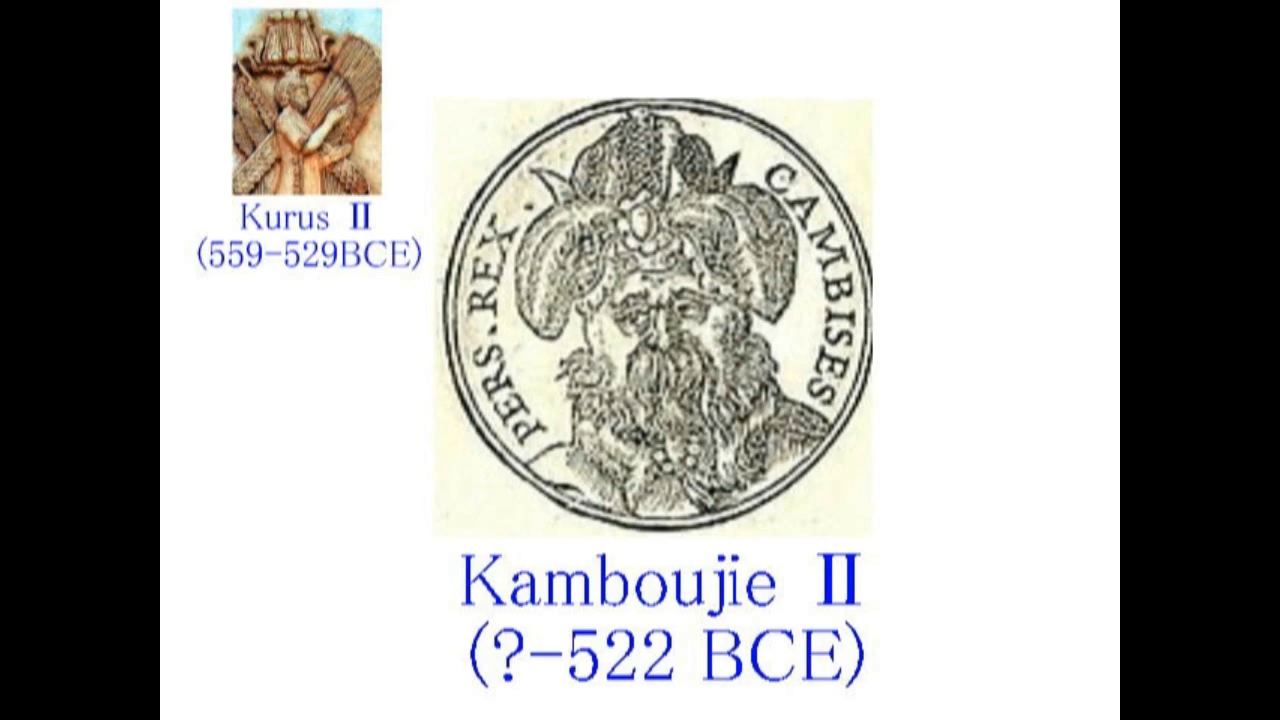 Kurus II
(559-529BCE)
PERS. REX. CAMBISES
Kamboujie II
(?-522 BCE)